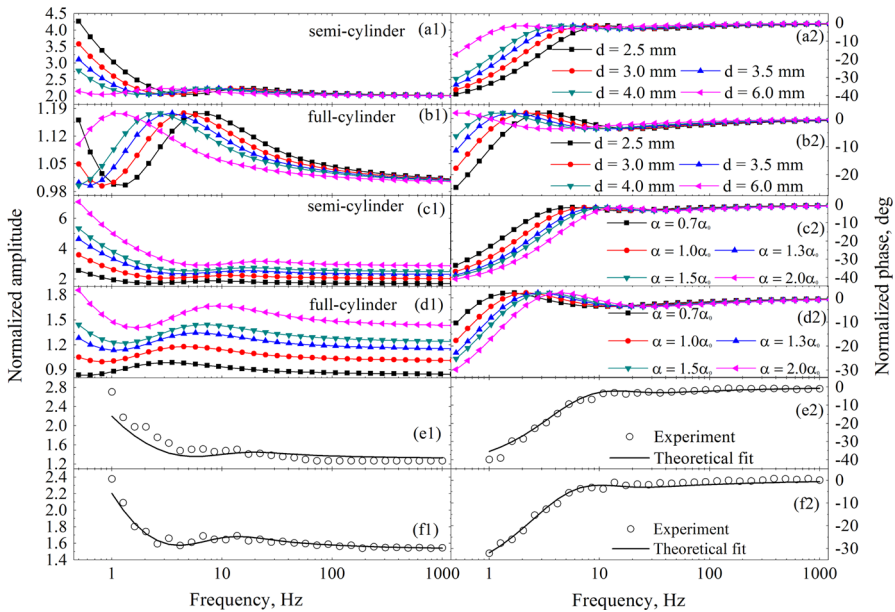 4.5
4.0
3.5
3.0
2.5
2.0
semi-cylinder
(a1)
0
-10
-20
-30
-40
(a2)
d = 2.5 mm
d = 3.0 mm
d = 3.5 mm
d = 4.0 mm
d = 6.0 mm
1.19
1.12
1.05
0.98
full-cylinder
(b1)
0
-10
-20
(b2)
d = 2.5 mm
d = 3.0 mm
d = 3.5 mm
d = 4.0 mm
d = 6.0 mm
6
4
2
semi-cylinder
(c1)
0
-10
-20
-30
-40
(c2)
α = 0.7α₀
α = 1.0α₀
α = 1.3α₀
α = 1.5α₀
α = 2.0α₀
1.8
1.5
1.2
0.9
full-cylinder
(d1)
0
-10
-20
-30
(d2)
α = 0.7α₀
α = 1.0α₀
α = 1.3α₀
α = 1.5α₀
α = 2.0α₀
2.8
2.4
2.0
1.6
1.2
(e1)
0
-10
-20
-30
-40
(e2)
Experiment
Theoretical fit
2.4
2.2
2.0
1.8
1.6
1.4
(f1)
0
-10
-20
-30
(f2)
Experiment
Theoretical fit
1
10
100
1000
1
10
100
1000
Frequency, Hz
Frequency, Hz
Normalized amplitude
Normalized phase, deg